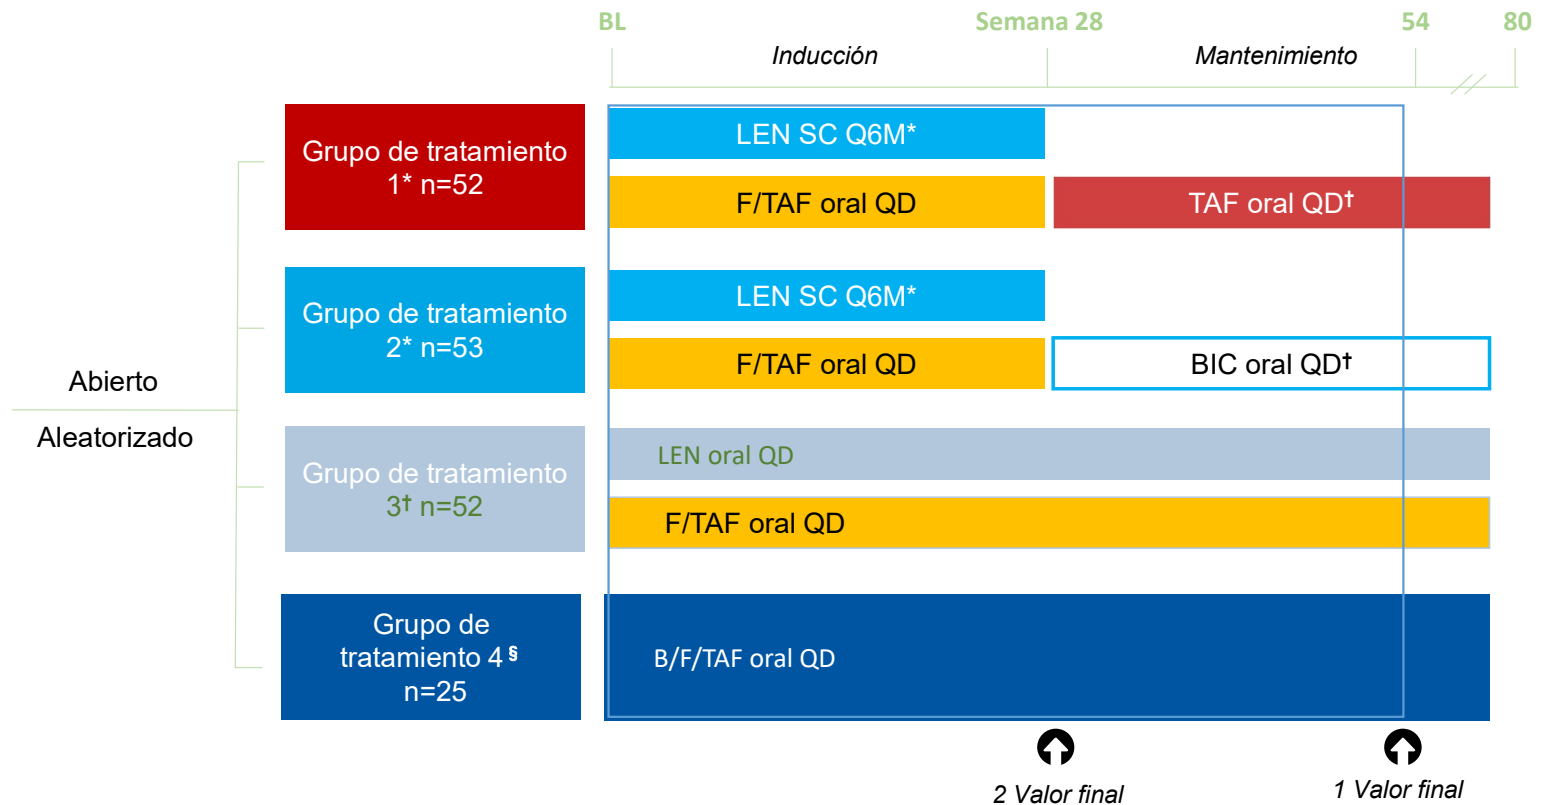 BL
Semana 28
54
80
Inducción
Mantenimiento
Abierto
Aleatorizado
Grupo de tratamiento
1* n=52
LEN SC Q6M*
F/TAF oral QD
TAF oral QD†
Grupo de tratamiento
2* n=53
LEN SC Q6M*
F/TAF oral QD
BIC oral QD†
Grupo de tratamiento
3† n=52
LEN oral QD
F/TAF oral QD
Grupo de
tratamiento 4 §
n=25
B/F/TAF oral QD
2 Valor final
1 Valor final